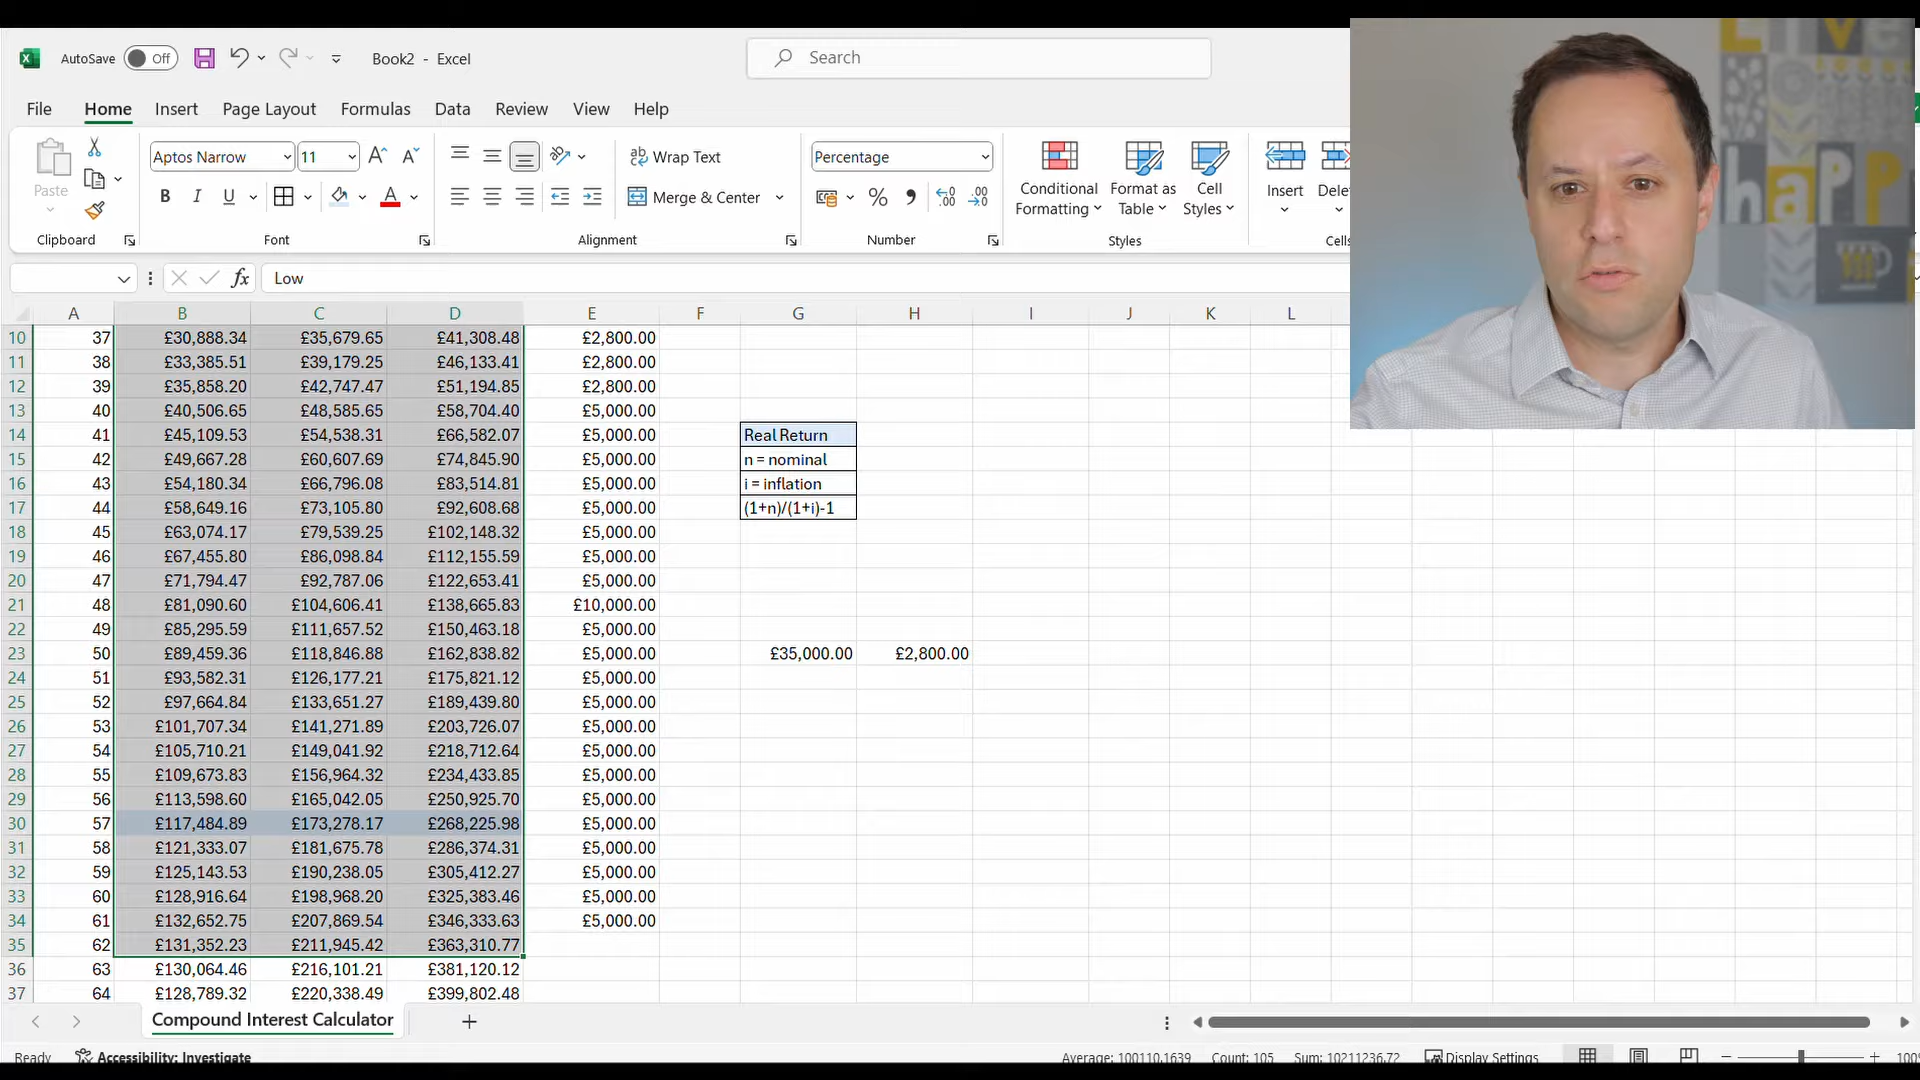 AutoSave Off Book2 - Excel Search
File Home Insert Page Layout Formulas Data Review View Help
Paste Aptos Narrow 11 Wrap Text Percentage
B I U Merge & Center % Conditional Formatting Format as Table Cell Styles Insert Dele
Clipboard Font Alignment Number Styles Cells
fx Low
A B C D E F G H I J K L
10 37 £30,888.34 £35,679.65 £41,308.48 £2,800.00
11 38 £33,385.51 £39,179.25 £46,133.41 £2,800.00
12 39 £35,858.20 £42,747.47 £51,194.85 £2,800.00
13 40 £40,506.65 £48,585.65 £58,704.40 £5,000.00
14 41 £45,109.53 £54,538.31 £66,582.07 £5,000.00 Real Return
15 42 £49,667.28 £60,607.69 £74,845.90 £5,000.00 n = nominal
16 43 £54,180.34 £66,796.08 £83,514.81 £5,000.00 i = inflation
17 44 £58,649.16 £73,105.80 £92,608.68 £5,000.00 (1+n)/(1+i)-1
18 45 £63,074.17 £79,539.25 £102,148.32 £5,000.00
19 46 £67,455.80 £86,098.84 £112,155.59 £5,000.00
20 47 £71,794.47 £92,787.06 £122,653.41 £5,000.00
21 48 £81,090.60 £104,606.41 £138,665.83 £10,000.00
22 49 £85,295.59 £111,657.52 £150,463.18 £5,000.00
23 50 £89,459.36 £118,846.88 £162,838.82 £5,000.00 £35,000.00 £2,800.00
24 51 £93,582.31 £126,177.21 £175,821.12 £5,000.00
25 52 £97,664.84 £133,651.27 £189,439.80 £5,000.00
26 53 £101,707.34 £141,271.89 £203,726.07 £5,000.00
27 54 £105,710.21 £149,041.92 £218,712.64 £5,000.00
28 55 £109,673.83 £156,964.32 £234,433.85 £5,000.00
29 56 £113,598.60 £165,042.05 £250,925.70 £5,000.00
30 57 £117,484.89 £173,278.17 £268,225.98 £5,000.00
31 58 £121,333.07 £181,675.78 £286,374.31 £5,000.00
32 59 £125,143.53 £190,238.05 £305,412.27 £5,000.00
33 60 £128,916.64 £198,968.20 £325,383.46 £5,000.00
34 61 £132,652.75 £207,869.54 £346,333.63 £5,000.00
35 62 £131,352.23 £211,945.42 £363,310.77
36 63 £130,064.46 £216,101.21 £381,120.12
37 64 £128,789.32 £220,338.49 £399,802.48
Compound Interest Calculator
Ready Accessibility: Investigate Average: 100110.1639 Count: 105 Sum: 10211236.72 Display Settings 100%
Live
happ